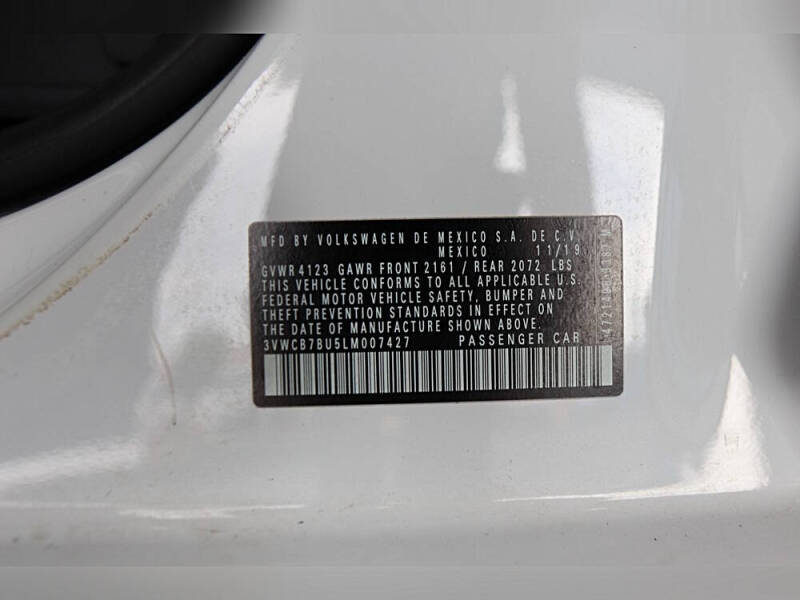 MFD BY VOLKSWAGEN DE MEXICO S.A. DE C.V.
MEXICO 11/19
GVWR 4123 GAWR FRONT 2161 / REAR 2072 LBS
THIS VEHICLE CONFORMS TO ALL APPLICABLE U.S.
FEDERAL MOTOR VEHICLE SAFETY, BUMPER AND
THEFT PREVENTION STANDARDS IN EFFECT ON
THE DATE OF MANUFACTURE SHOWN ABOVE.
3VWCB7BU5LM007427 PASSENGER CAR